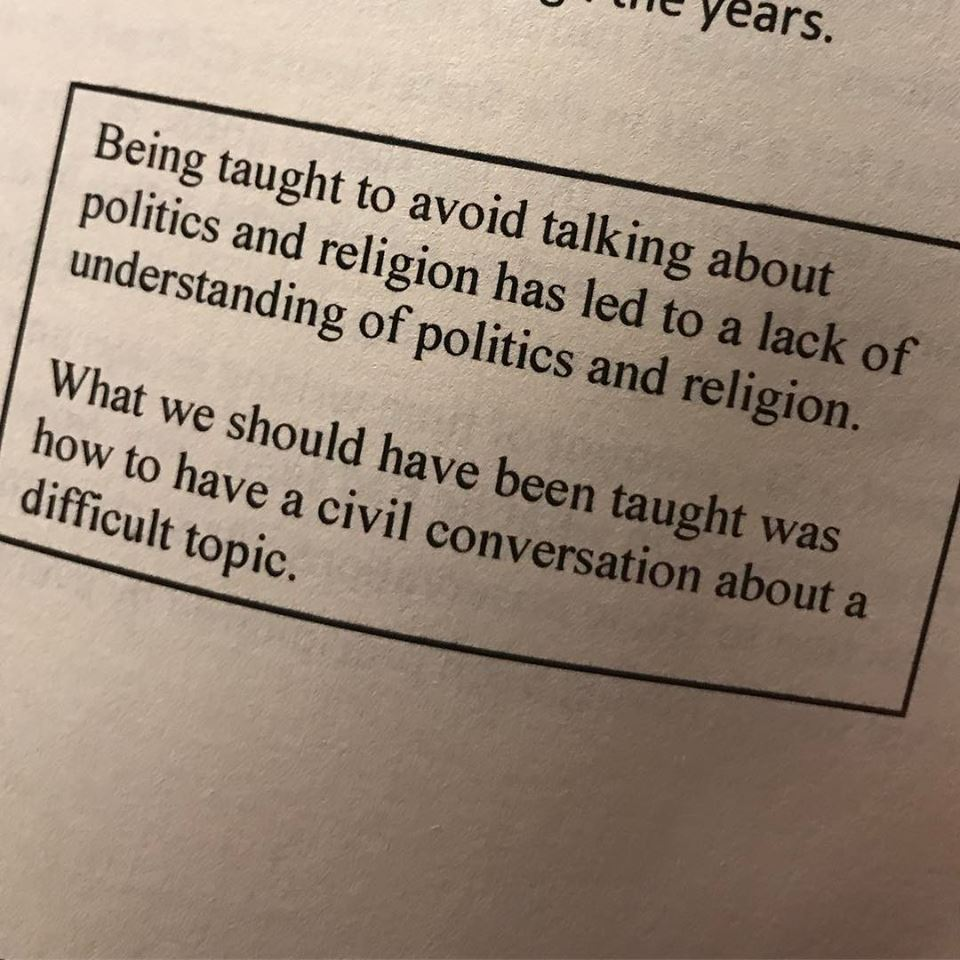 the years.
Being taught to avoid talking about
politics and religion has led to a lack of
understanding of politics and religion.
What we should have been taught was
how to have a civil conversation about a
difficult topic.